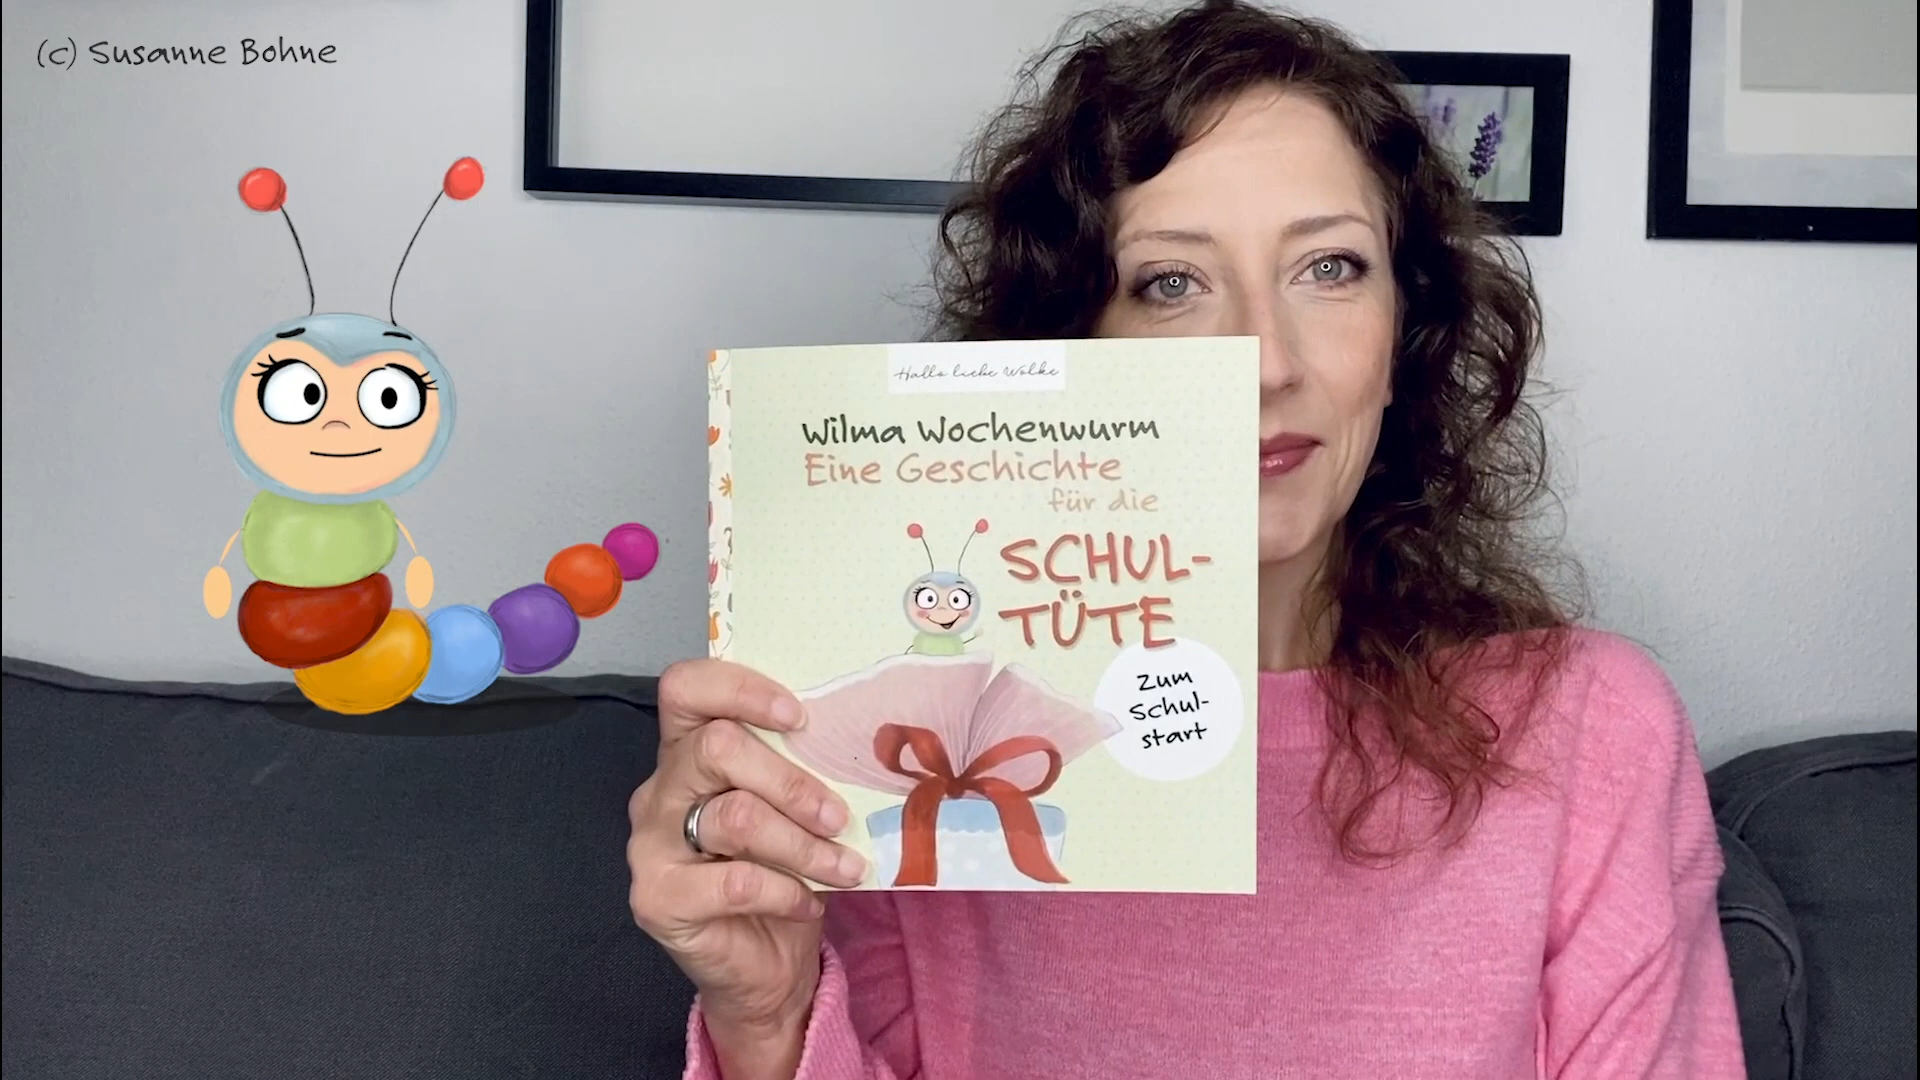 (c) Susanne Bohne
Hallo liebe Wolke
Wilma Wochenwurm
Eine Geschichte
für die
SCHUL-
TÜTE
zum
Schul-
start